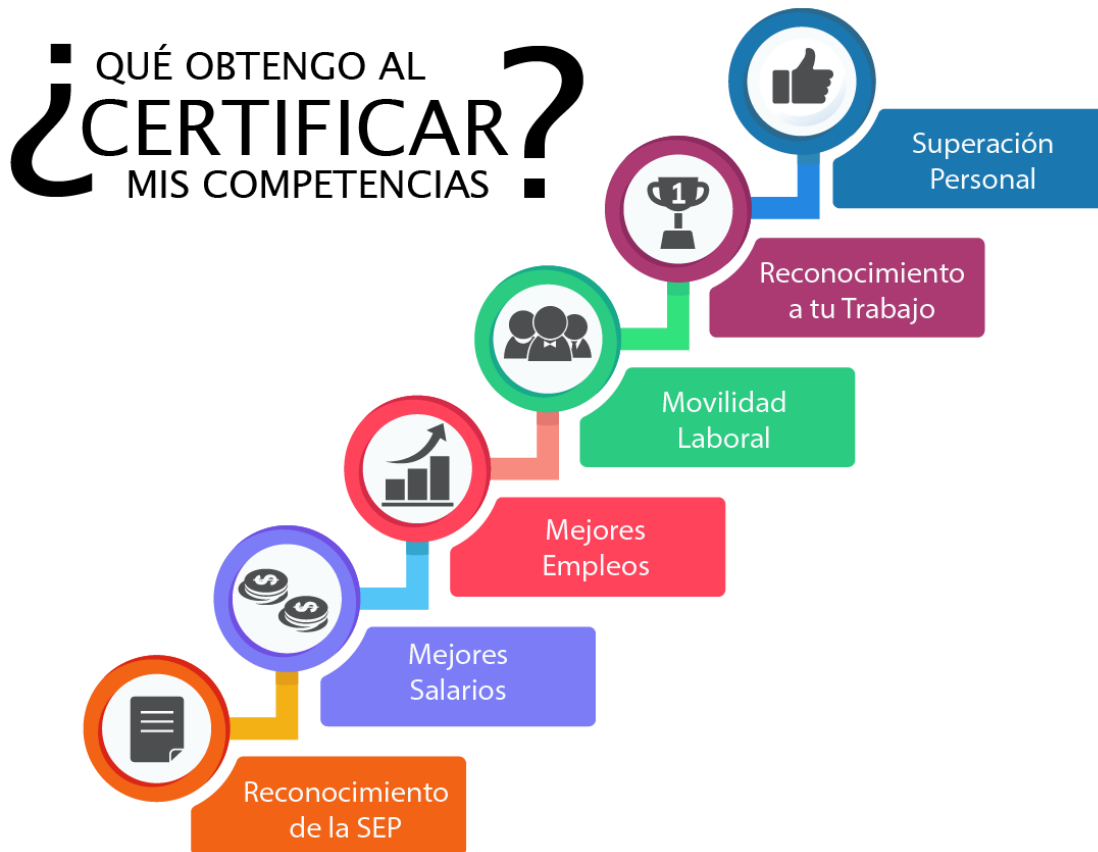 ¿QUÉ OBTENGO AL
CERTIFICAR
MIS COMPETENCIAS?
Superación
Personal
1
Reconocimiento
a tu Trabajo
Movilidad
Laboral
Mejores
Empleos
$
$
Mejores
Salarios
Reconocimiento
de la SEP